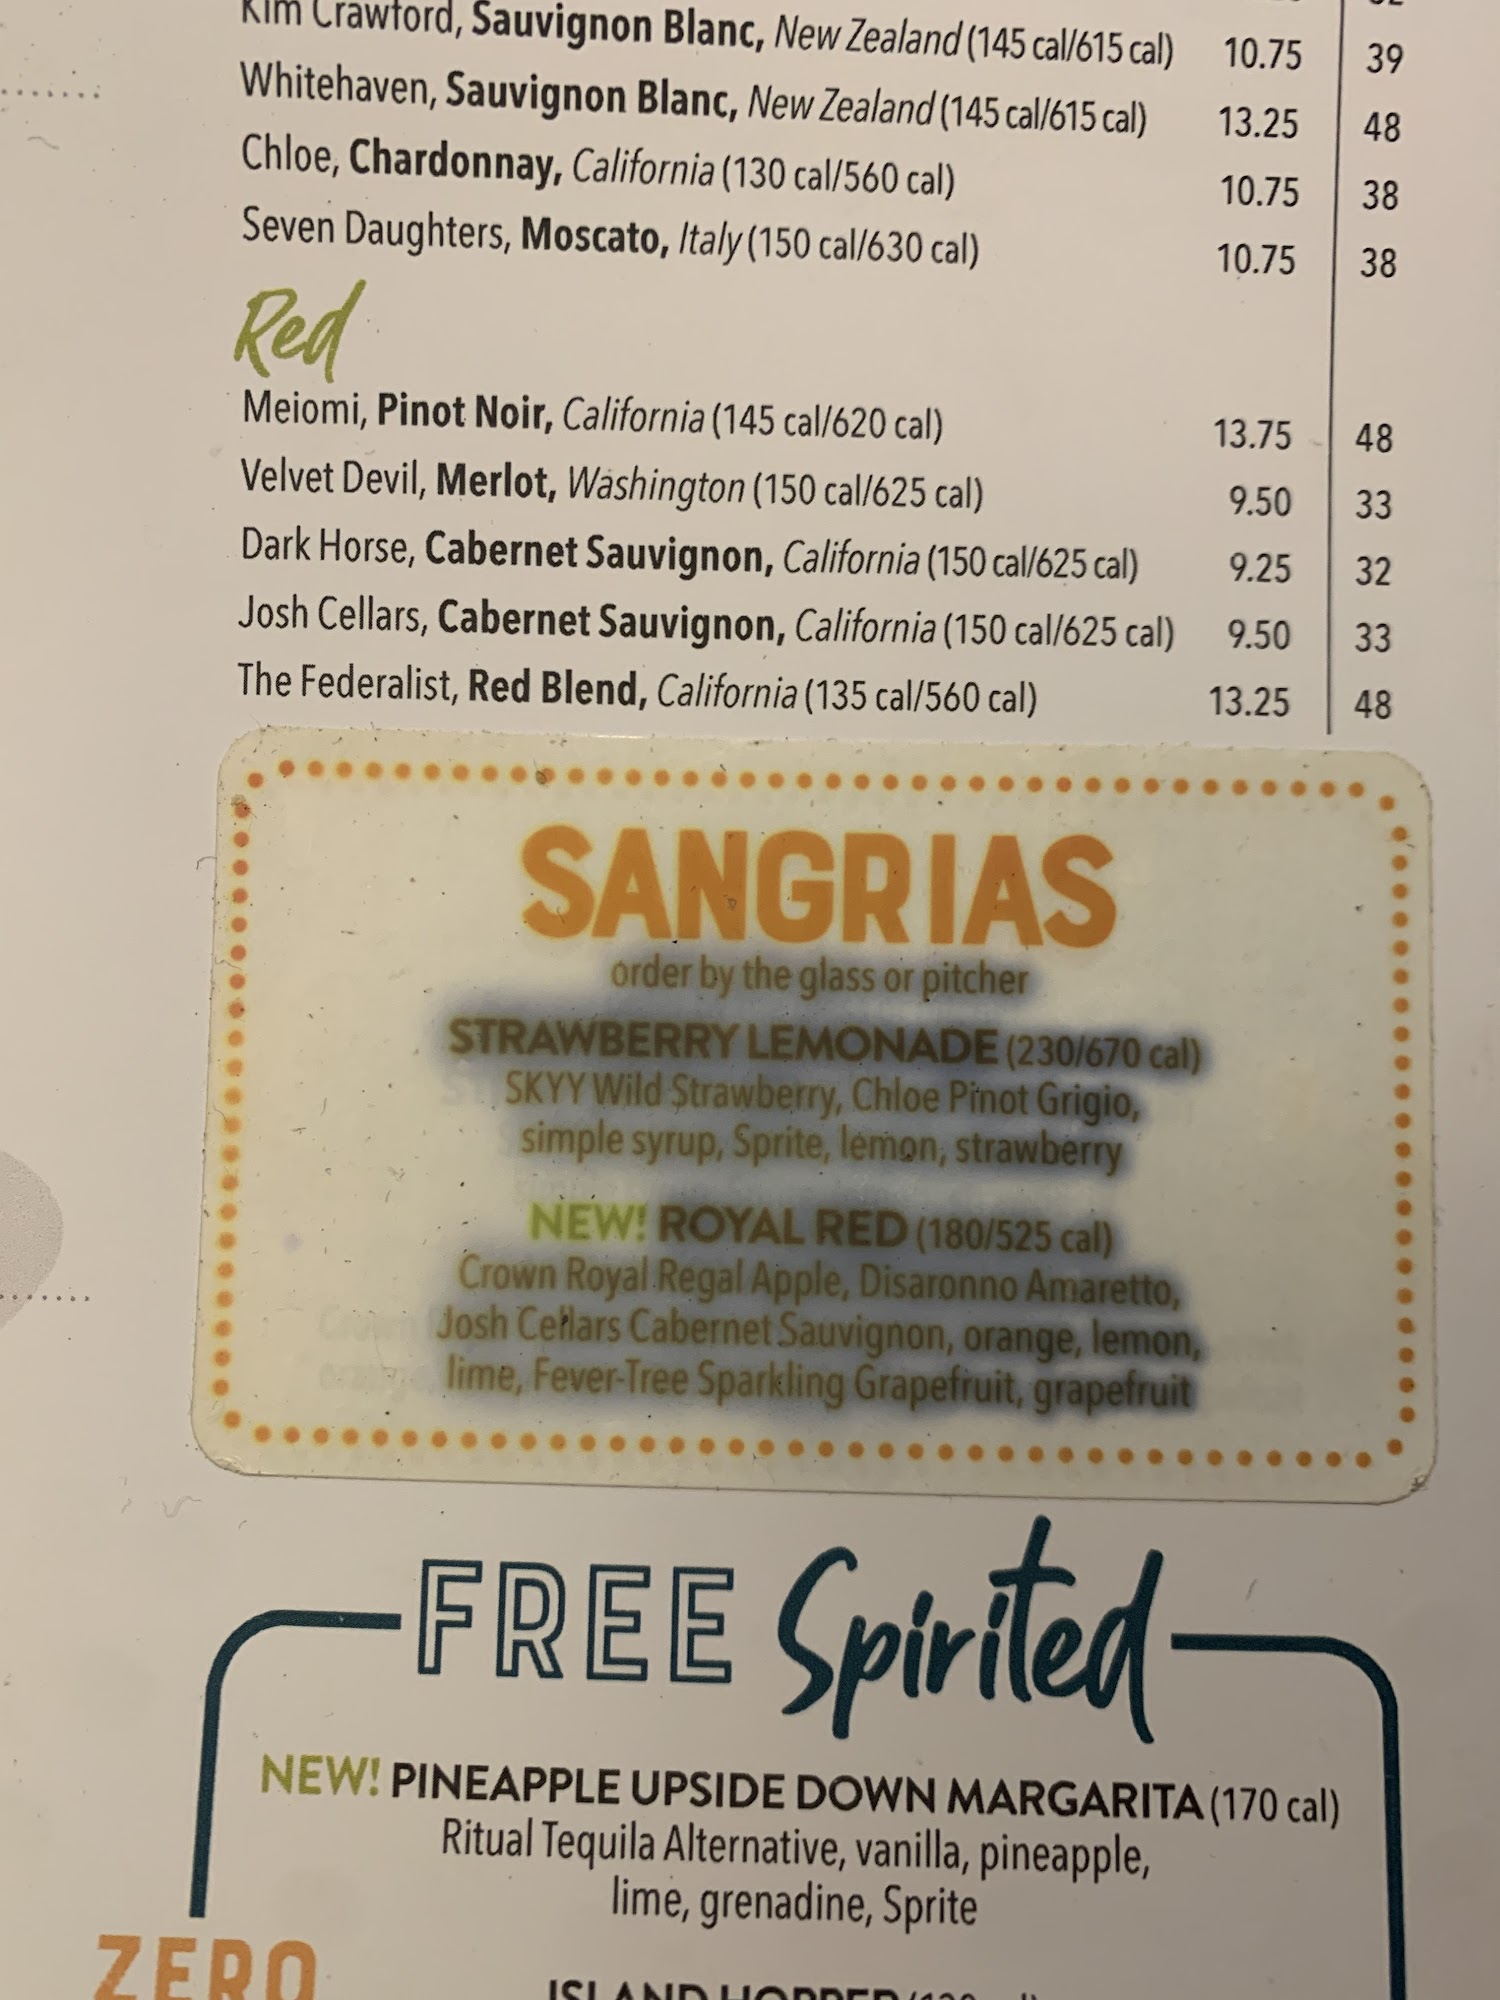 Kim Crawford, Sauvignon Blanc, New Zealand (145 cal/615 cal) 10.75 39
Whitehaven, Sauvignon Blanc, New Zealand (145 cal/615 cal) 13.25 48
Chloe, Chardonnay, California (130 cal/560 cal) 10.75 38
Seven Daughters, Moscato, Italy (150 cal/630 cal) 10.75 38
Red
Meiomi, Pinot Noir, California (145 cal/620 cal) 13.75 48
Velvet Devil, Merlot, Washington (150 cal/625 cal) 9.50 33
Dark Horse, Cabernet Sauvignon, California (150 cal/625 cal) 9.25 32
Josh Cellars, Cabernet Sauvignon, California (150 cal/625 cal) 9.50 33
The Federalist, Red Blend, California (135 cal/560 cal) 13.25 48
SANGRIAS
order by the glass or pitcher
STRAWBERRY LEMONADE (230/670 cal)
SKYY Wild Strawberry, Chloe Pinot Grigio,
simple syrup, Sprite, lemon, strawberry
NEW! ROYAL RED (180/525 cal)
Crown Royal Regal Apple, Disaronno Amaretto,
Josh Cellars Cabernet Sauvignon, orange, lemon,
lime, Fever-Tree Sparkling Grapefruit, grapefruit
FREE Spirited
NEW! PINEAPPLE UPSIDE DOWN MARGARITA (170 cal)
Ritual Tequila Alternative, vanilla, pineapple,
lime, grenadine, Sprite
ZERO
ISLAND HOPPER